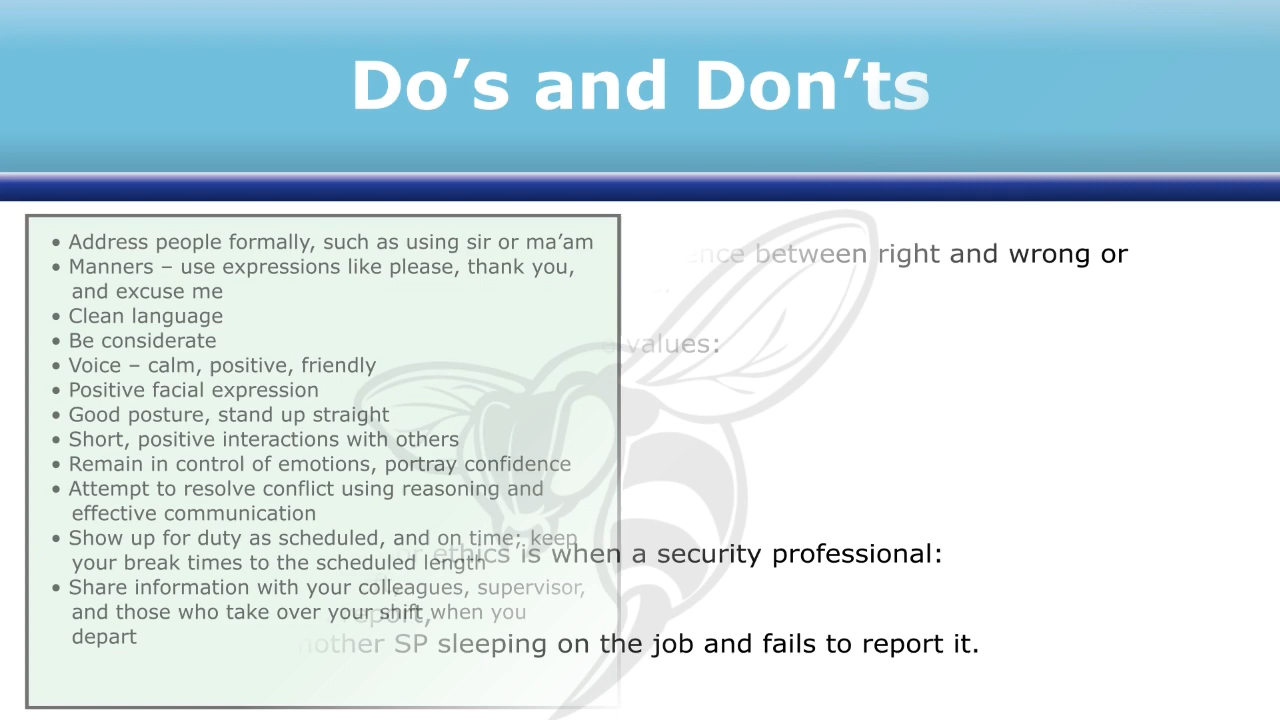 Do’s and Don’ts
• Address people formally, such as using sir or ma’am
• Manners – use expressions like please, thank you,
and excuse me
• Clean language
• Be considerate
• Voice – calm, positive, friendly
• Positive facial expression
• Good posture, stand up straight
• Short, positive interactions with others
• Remain in control of emotions, portray confidence
• Attempt to resolve conflict using reasoning and
effective communication
• Show up for duty as scheduled, and on time; keep
your break times to the scheduled length
• Share information with your colleagues, supervisor,
and those who take over your shift when you
depart
between right and wrong or
values:
ethics is when a security professional:
SP sleeping on the job and fails to report it.